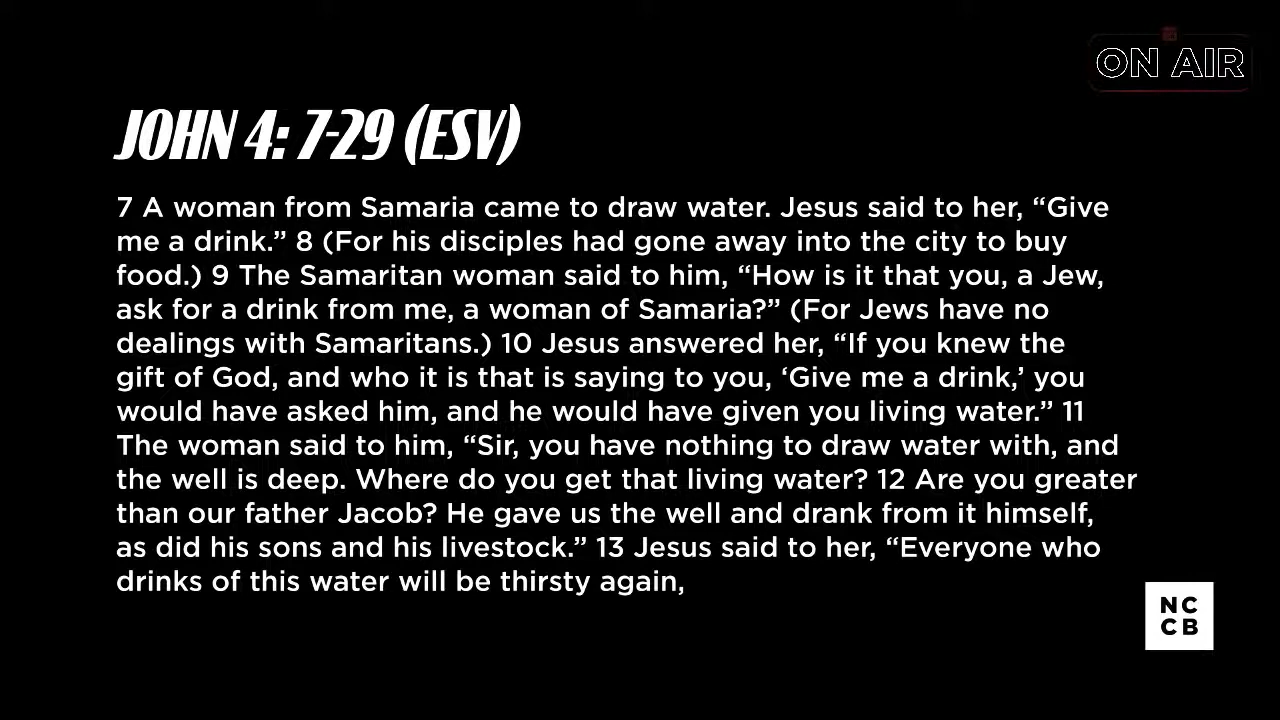 ON AIR
JOHN 4: 7-29 (ESV)
7 A woman from Samaria came to draw water. Jesus said to her, “Give
me a drink.” 8 (For his disciples had gone away into the city to buy
food.) 9 The Samaritan woman said to him, “How is it that you, a Jew,
ask for a drink from me, a woman of Samaria?” (For Jews have no
dealings with Samaritans.) 10 Jesus answered her, “If you knew the
gift of God, and who it is that is saying to you, ‘Give me a drink,’ you
would have asked him, and he would have given you living water.” 11
The woman said to him, “Sir, you have nothing to draw water with, and
the well is deep. Where do you get that living water? 12 Are you greater
than our father Jacob? He gave us the well and drank from it himself,
as did his sons and his livestock.” 13 Jesus said to her, “Everyone who
drinks of this water will be thirsty again,
NC
CB